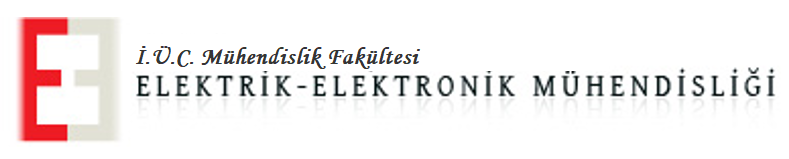 İ.Ü.C. Mühendislik Fakültesi
ELEKTRİK-ELEKTRONİK MÜHENDİSLİĞİ